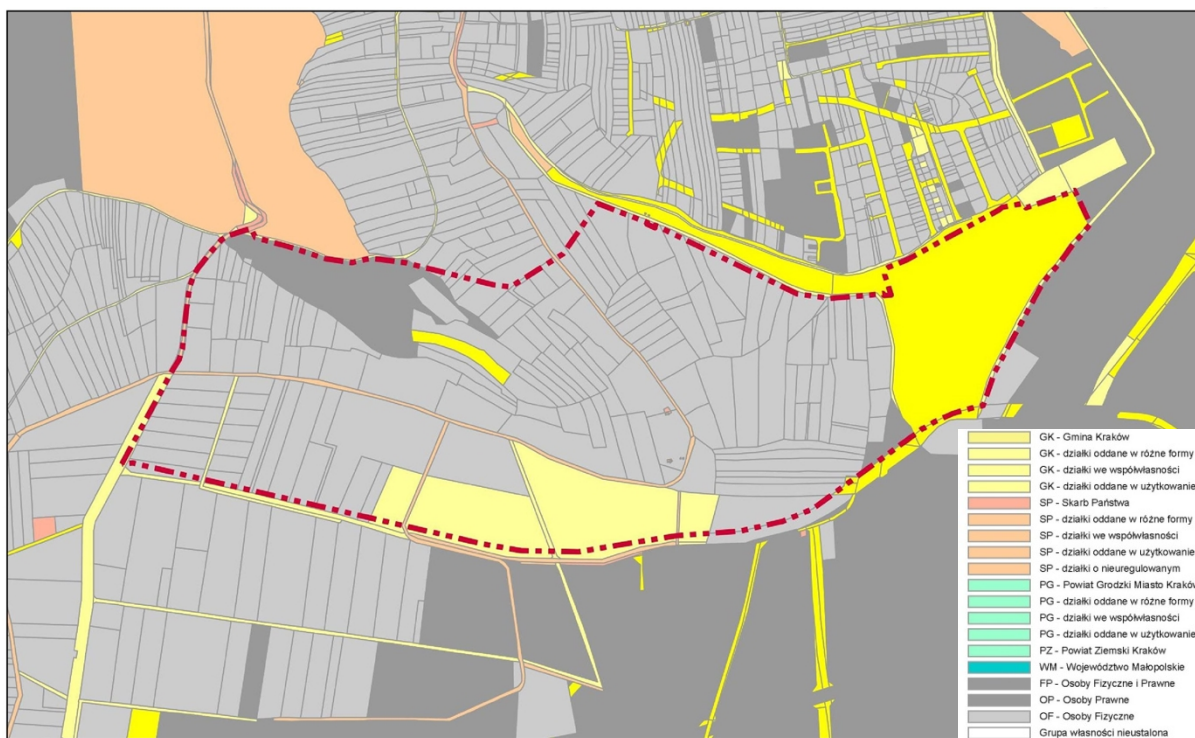 GK - Gmina Kraków
GK - działki oddane w różne formy
GK - działki we współwłasności
GK - działki oddane w użytkowanie
SP - Skarb Państwa
SP - działki oddane w różne formy
SP - działki we współwłasności
SP - działki oddane w użytkowanie
SP - działki o nieuregulowanym
PG - Powiat Grodzki Miasto Kraków
PG - działki oddane w różne formy
PG - działki we współwłasności
PG - działki oddane w użytkowanie
PZ - Powiat Ziemski Kraków
WM - Województwo Małopolskie
FP - Osoby Fizyczne i Prawne
OP - Osoby Prawne
OF - Osoby Fizyczne
Grupa własności nieustalona